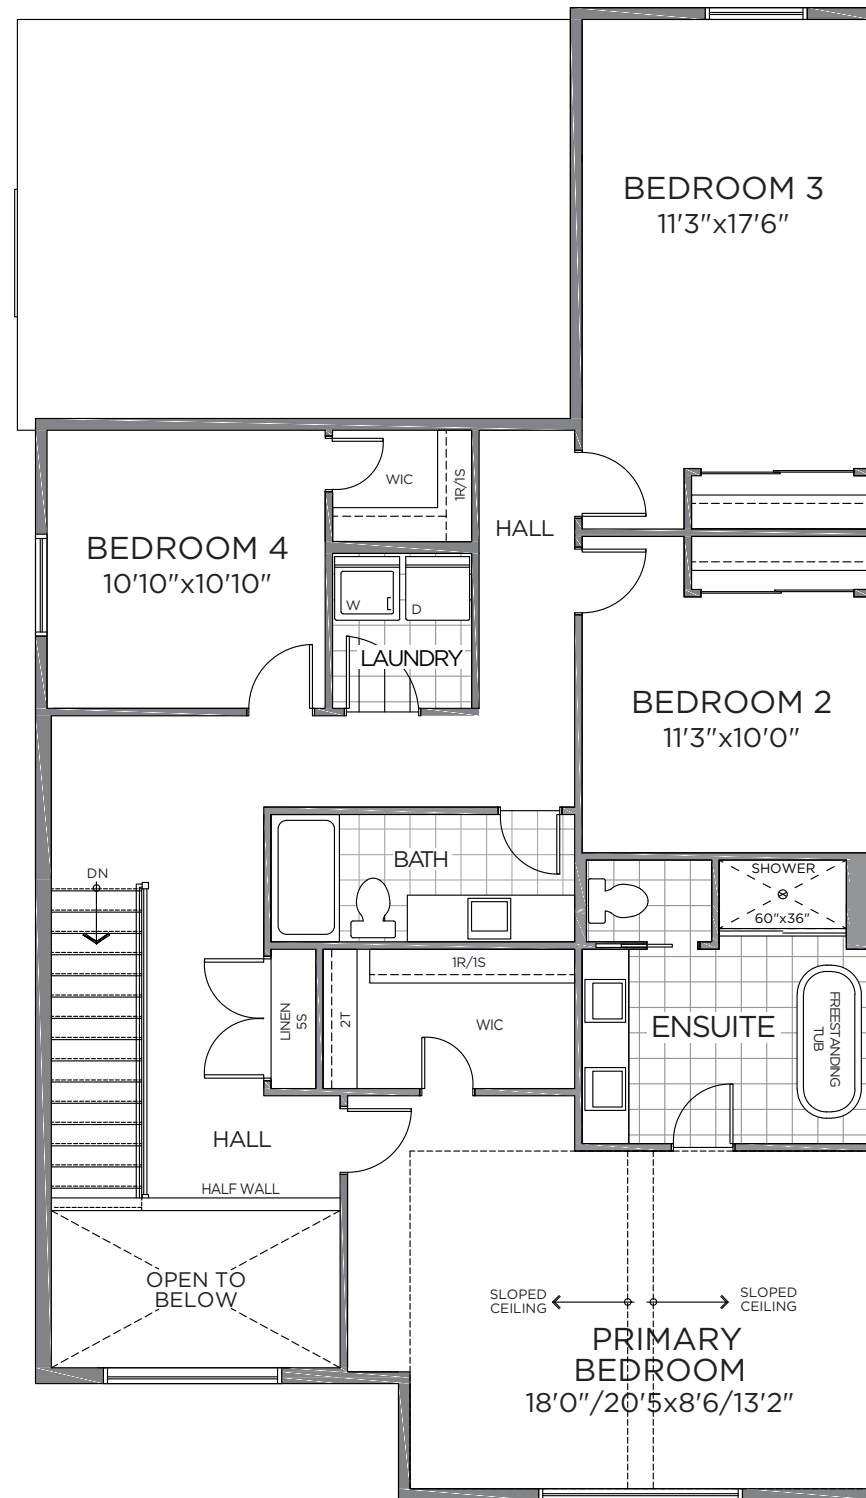 BEDROOM 3
11'3"x17'6"
WIC
1R/1S
HALL
BEDROOM 4
10'10"x10'10"
W
D
LAUNDRY
BEDROOM 2
11'3"x10'0"
BATH
DN
SHOWER
60"x36"
1R/1S
LINEN
5S
2T
WIC
ENSUITE
FREESTANDING
TUB
HALL
HALF WALL
OPEN TO
BELOW
SLOPED
CEILING
SLOPED
CEILING
PRIMARY
BEDROOM
18'0"/20'5x8'6/13'2"